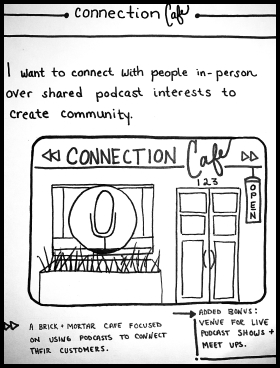 Connection Cafe
I want to connect with people in-person
over shared podcast interests to
create community.
CONNECTION Cafe
123
OPEN
A BRICK + MORTAR CAFE FOCUSED
ON USING PODCASTS TO CONNECT
THEIR CUSTOMERS.
ADDED BONUS:
VENUE FOR LIVE
PODCAST SHOWS +
MEET UPS.